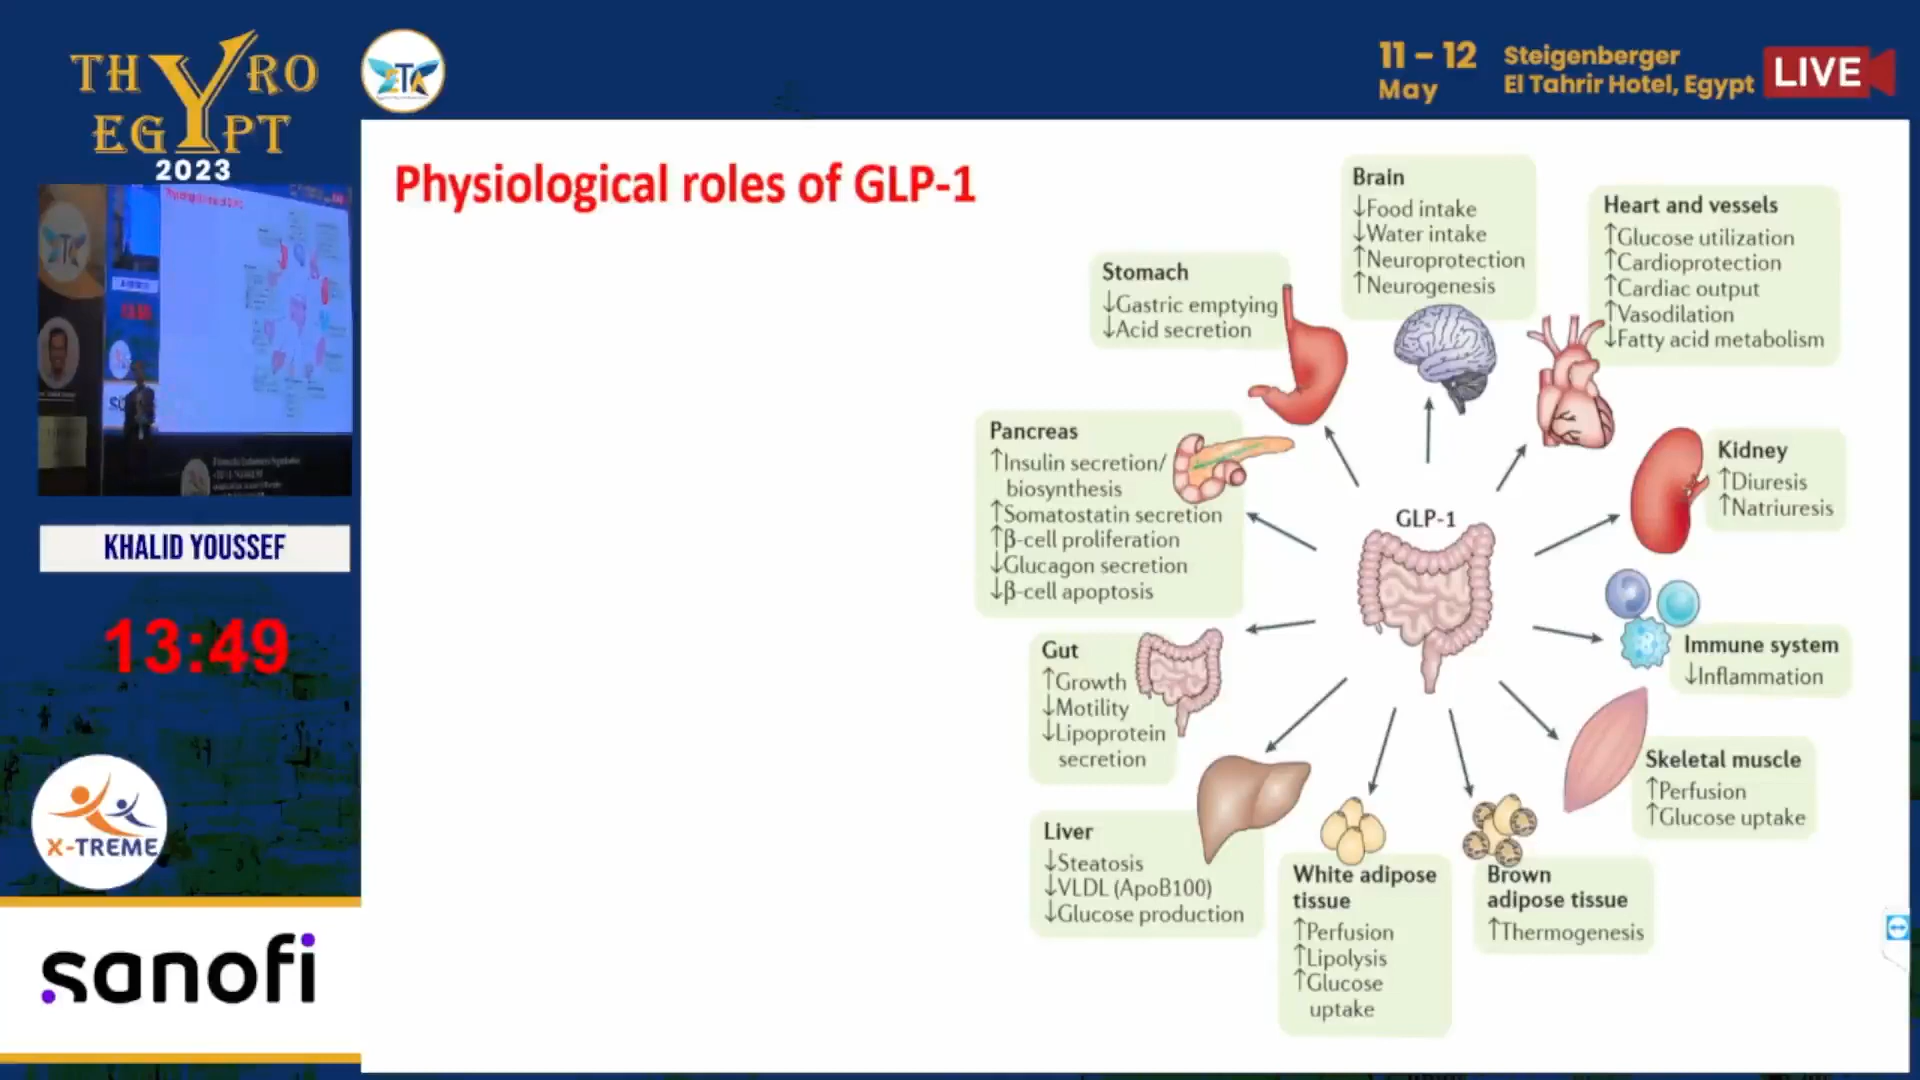 THYRO
EGYPT
2023
ETA
11 – 12
May
Steigenberger
El Tahrir Hotel, Egypt
LIVE
KHALID YOUSSEF
13:49
X-TREME
sanofi
Physiological roles of GLP-1
Brain
↓Food intake
↓Water intake
↑Neuroprotection
↑Neurogenesis
Heart and vessels
↑Glucose utilization
↑Cardioprotection
↑Cardiac output
↑Vasodilation
↓Fatty acid metabolism
Stomach
↓Gastric emptying
↓Acid secretion
Pancreas
↑Insulin secretion/
biosynthesis
↑Somatostatin secretion
↑β-cell proliferation
↓Glucagon secretion
↓β-cell apoptosis
GLP-1
Kidney
↑Diuresis
↑Natriuresis
Immune system
↓Inflammation
Gut
↑Growth
↓Motility
↓Lipoprotein
secretion
Skeletal muscle
↑Perfusion
↑Glucose uptake
Liver
↓Steatosis
↓VLDL (ApoB100)
↓Glucose production
White adipose
tissue
↑Perfusion
↑Lipolysis
↑Glucose
uptake
Brown
adipose tissue
↑Thermogenesis